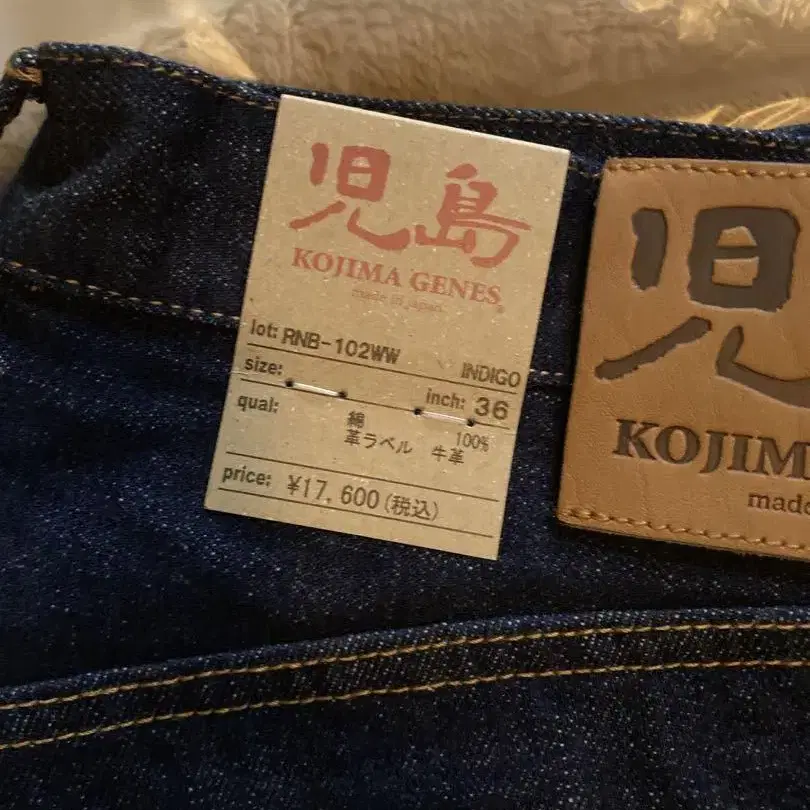 児島
KOJIMA GENES®
made in japan
lot: RNB-102WW
INDIGO
size:
inch: 36
qual:
綿 100%
革ラベル 牛革
price: ¥17,600(税込)
児
KOJIM
made